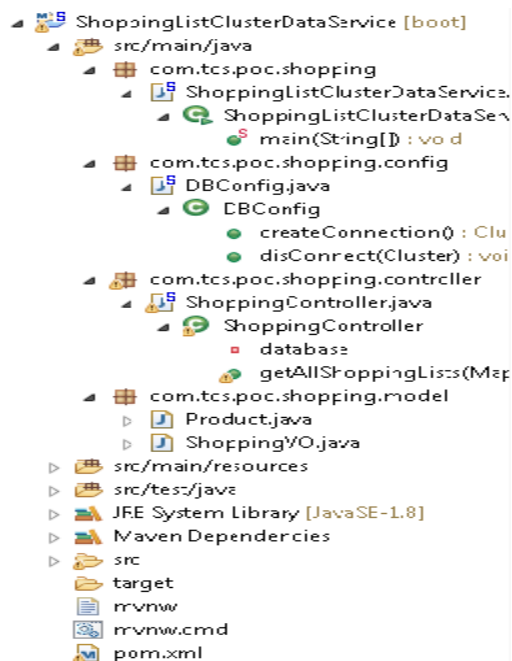 ShoppingListClusterDataService [boot]
src/main/java
com.tcs.poc.shopping
ShoppingListClusterDataService.
ShoppingListClusterDataServ
main(String[]) : void
com.tcs.poc.shopping.config
DBConfig.java
DBConfig
createConnection() : Clu
disConnect(Cluster) : voi
com.tcs.poc.shopping.controller
ShoppingController.java
ShoppingController
database
getAllShoppingLists(Map
com.tcs.poc.shopping.model
Product.java
ShoppingVO.java
src/main/resources
src/test/java
JRE System Library [JavaSE-1.8]
Maven Dependencies
src
target
mvnw
mvnw.cmd
pom.xml